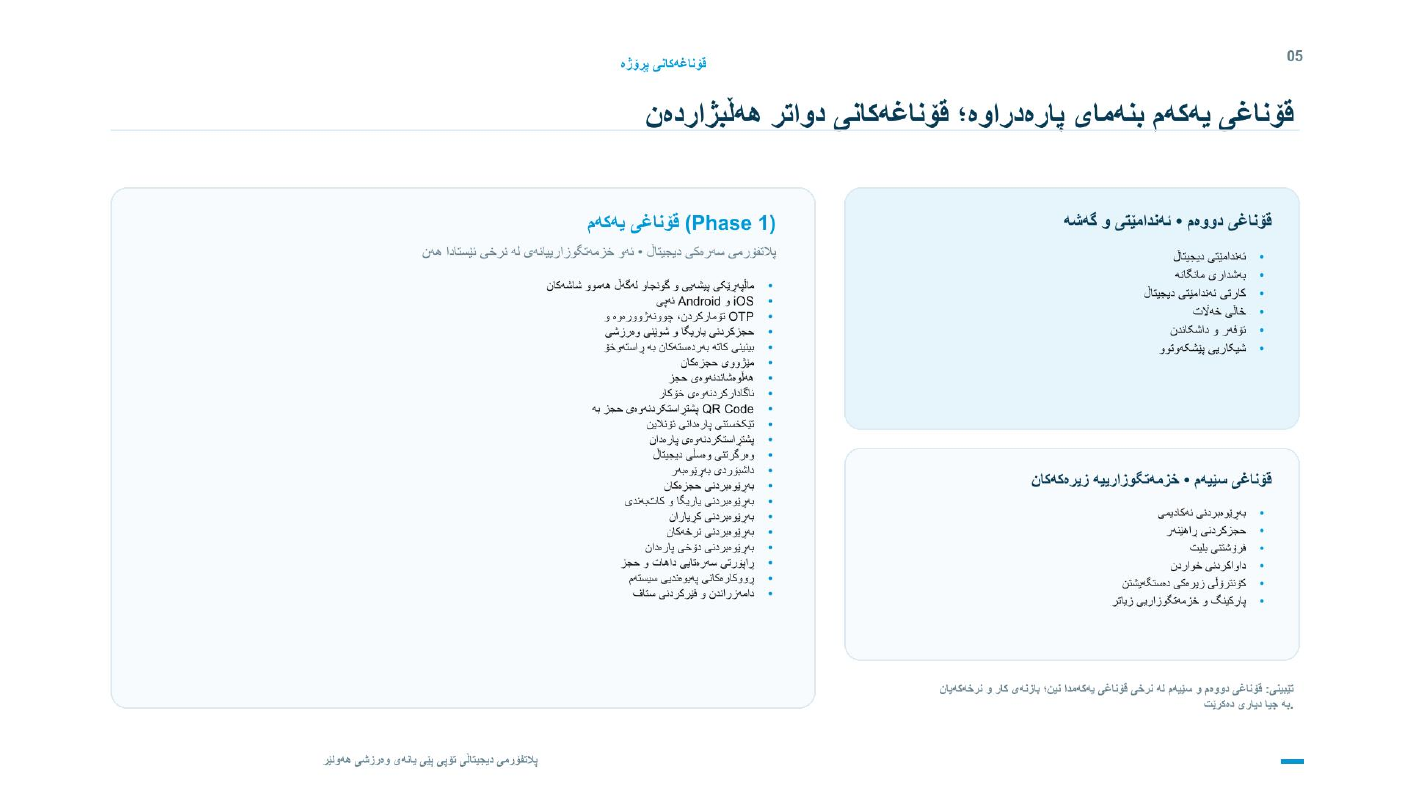 05
قۆناغەکانی پڕۆژە
قۆناغی یەکەم بنەمای پارەدراوە؛ قۆناغەکانی دواتر هەڵبژاردەن
(Phase 1) قۆناغی یەکەم
پلاتفۆرمی سەرەکی دیجیتاڵ • ئەو خزمەتگوزارییانەی لە نرخی ئێستادا هەن
• ماڵپەڕێکی پیشەیی و گونجاو لەگەڵ هەموو شاشەکان
• iOS و Android ئەپی
• OTP تۆمارکردن، چوونەژوورەوە و
• حجزکردنی یاریگا و شوێنی وەرزشی
• بینینی کاتە بەردەستەکان بە ڕاستەوخۆ
• مێژووی حجزەکان
• هەڵوەشاندنەوەی حجز
• ئاگادارکردنەوەی خۆکار
• QR Code پشتڕاستکردنەوەی حجز بە
• تێکخستنی پارەدانی ئۆنلاین
• پشتڕاستکردنەوەی پارەدان
• وەرگرتنی وەسڵی دیجیتاڵ
• داشبۆردی بەڕێوەبەر
• بەڕێوەبردنی حجزەکان
• بەڕێوەبردنی یاریگا و کاتبەندی
• بەڕێوەبردنی کڕیاران
• بەڕێوەبردنی نرخەکان
• بەڕێوەبردنی دۆخی پارەدان
• ڕاپۆرتی سەرەتایی داهات و حجز
• ڕووکارەکانی پەیوەندیی سیستەم
• دامەزراندن و فێرکردنی ستاف
قۆناغی دووەم • ئەندامێتی و گەشە
• ئەندامێتی دیجیتاڵ
• بەشداری مانگانە
• کارتی ئەندامێتی دیجیتاڵ
• خاڵی خەڵات
• ئۆفەر و داشکاندن
• شیکاریی پێشکەوتوو
قۆناغی سێیەم • خزمەتگوزارییە زیرەکەکان
• بەڕێوەبردنی ئەکادیمی
• حجزکردنی ڕاهێنەر
• فرۆشتنی بلیت
• داواکردنی خواردن
• کۆنترۆڵی زیرەکی دەستگەیشتن
• پارکینگ و خزمەتگوزاریی زیاتر
تێبینی: قۆناغی دووەم و سێیەم لە نرخی قۆناغی یەکەمدا نین؛ بازنەی کار و نرخەکەیان
بە جیا دیاری دەکرێت.
پلاتفۆرمی دیجیتاڵی تۆپی پێی یانەی وەرزشی هەولێر